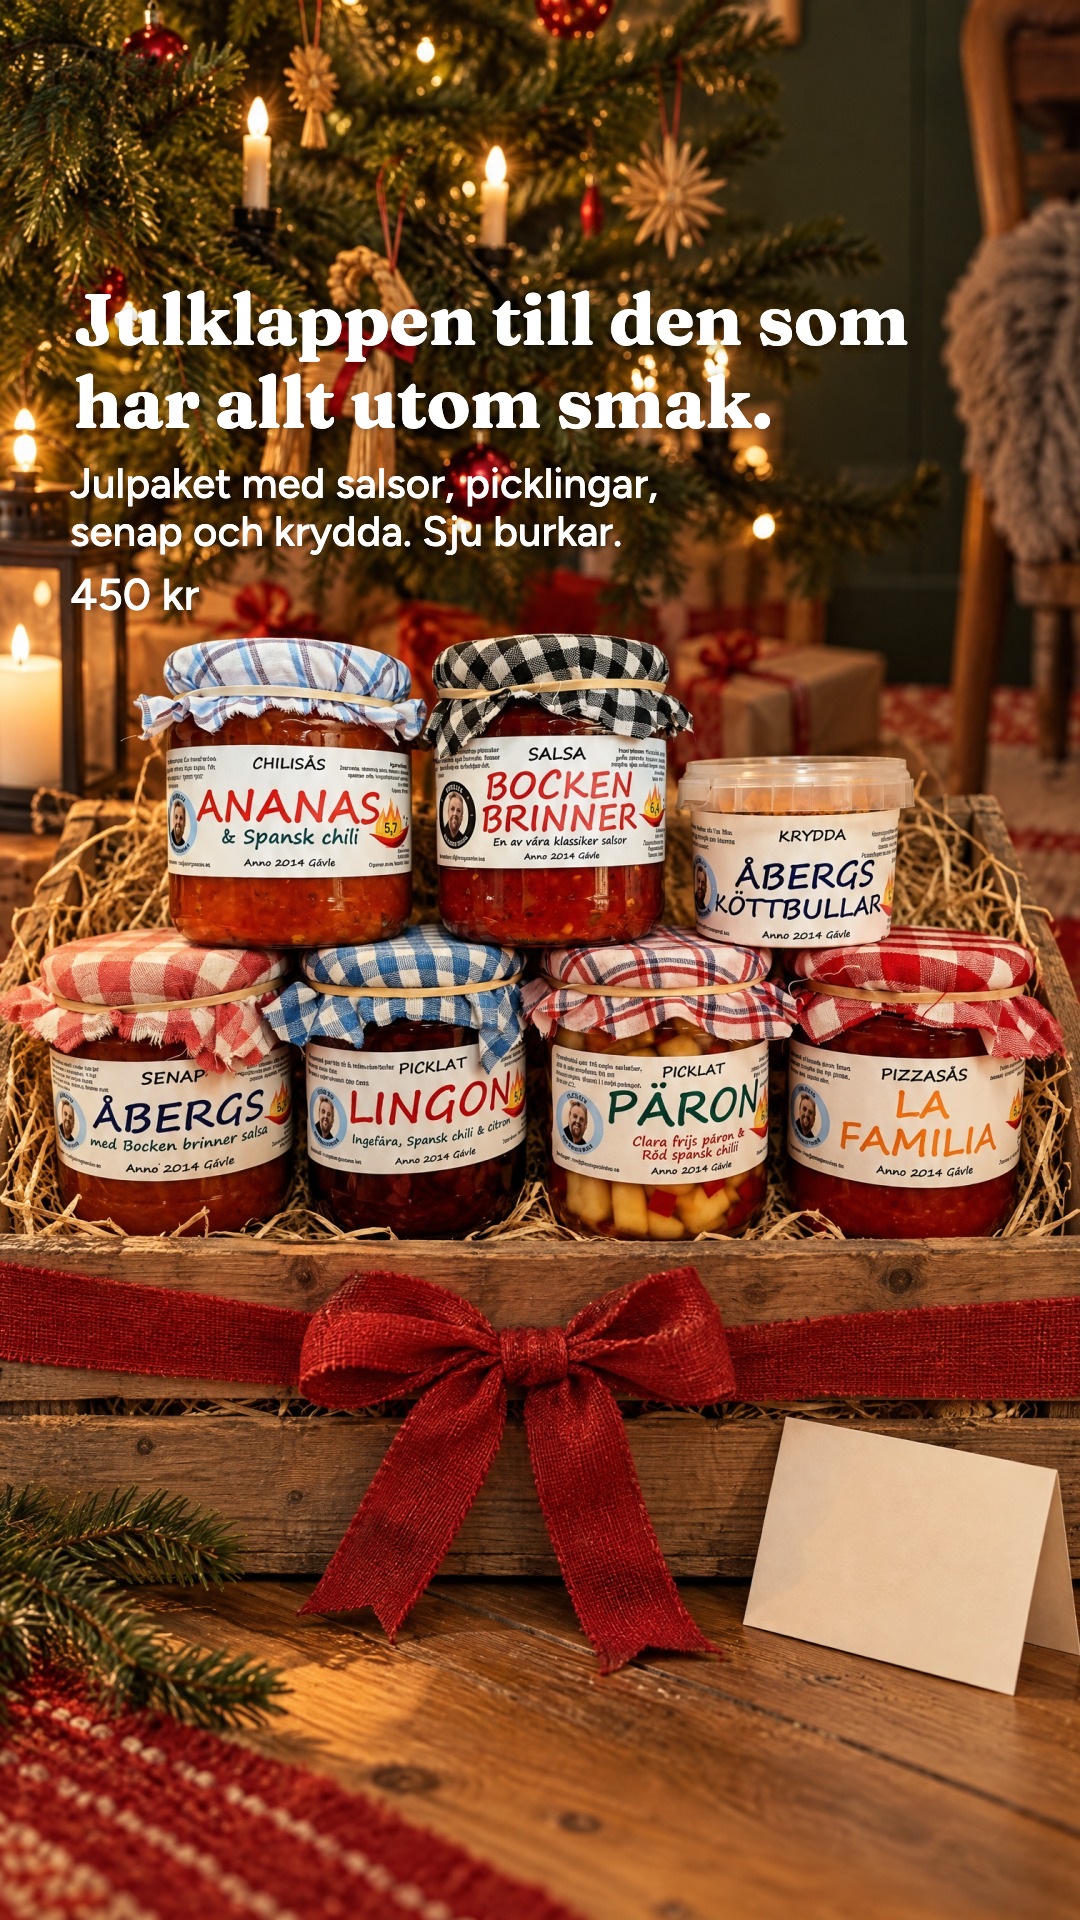 Julklappen till den som
har allt utom smak.
Julpaket med salsor, picklingar,
senap och krydda. Sju burkar.
450 kr
CHILISÅS
ANANAS
& Spansk chili
5,7
Anno 2014 Gävle
SALSA
BOCKEN
BRINNER
6,4
En av våra klassiker salsor
Anno 2014 Gävle
KRYDDA
ÅBERGS
KÖTTBULLAR
Anno 2014 Gävle
SENAP
ÅBERGS
med Bocken brinner salsa
Anno 2014 Gävle
PICKLAT
LINGON
Ingefära, Spansk chili & citron
Anno 2014 Gävle
PICKLAT
PÄRON
Clara frijs päron &
Röd spansk chili
Anno 2014 Gävle
PIZZASÅS
LA
FAMILIA
Anno 2014 Gävle